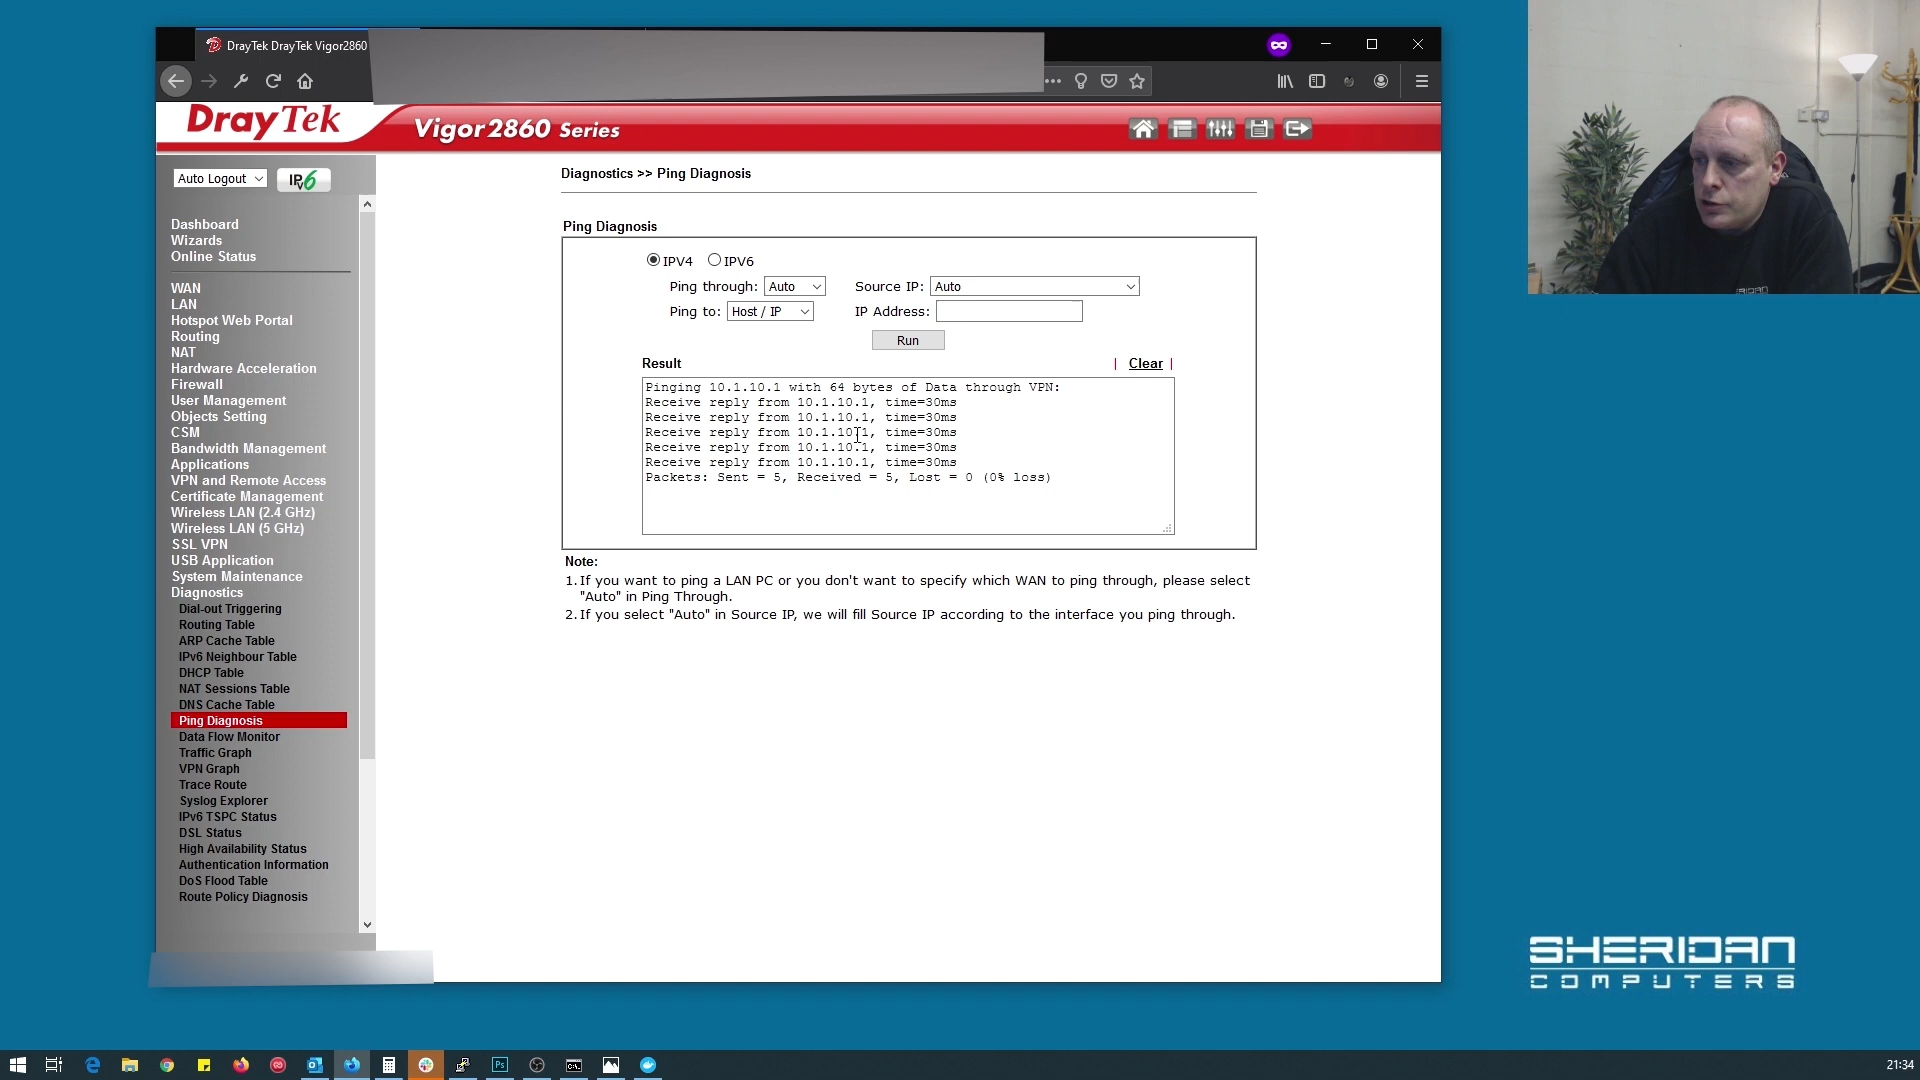 DrayTek DrayTek Vigor2860
DrayTek
Vigor2860 Series
Auto Logout
IPv6
Dashboard
Wizards
Online Status
WAN
LAN
Hotspot Web Portal
Routing
NAT
Hardware Acceleration
Firewall
User Management
Objects Setting
CSM
Bandwidth Management
Applications
VPN and Remote Access
Certificate Management
Wireless LAN (2.4 GHz)
Wireless LAN (5 GHz)
SSL VPN
USB Application
System Maintenance
Diagnostics
Dial-out Triggering
Routing Table
ARP Cache Table
IPv6 Neighbour Table
DHCP Table
NAT Sessions Table
DNS Cache Table
Ping Diagnosis
Data Flow Monitor
Traffic Graph
VPN Graph
Trace Route
Syslog Explorer
IPv6 TSPC Status
DSL Status
High Availability Status
Authentication Information
DoS Flood Table
Route Policy Diagnosis
Diagnostics >> Ping Diagnosis
Ping Diagnosis
IPV4 IPV6
Ping through: Auto Source IP: Auto
Ping to: Host / IP IP Address:
Run
Result | Clear |
Pinging 10.1.10.1 with 64 bytes of Data through VPN:
Receive reply from 10.1.10.1, time=30ms
Receive reply from 10.1.10.1, time=30ms
Receive reply from 10.1.10.1, time=30ms
Receive reply from 10.1.10.1, time=30ms
Receive reply from 10.1.10.1, time=30ms
Packets: Sent = 5, Received = 5, Lost = 0 (0% loss)
Note:
1. If you want to ping a LAN PC or you don't want to specify which WAN to ping through, please select
"Auto" in Ping Through.
2. If you select "Auto" in Source IP, we will fill Source IP according to the interface you ping through.
SHERIDAN
COMPUTERS
Ps
21:34